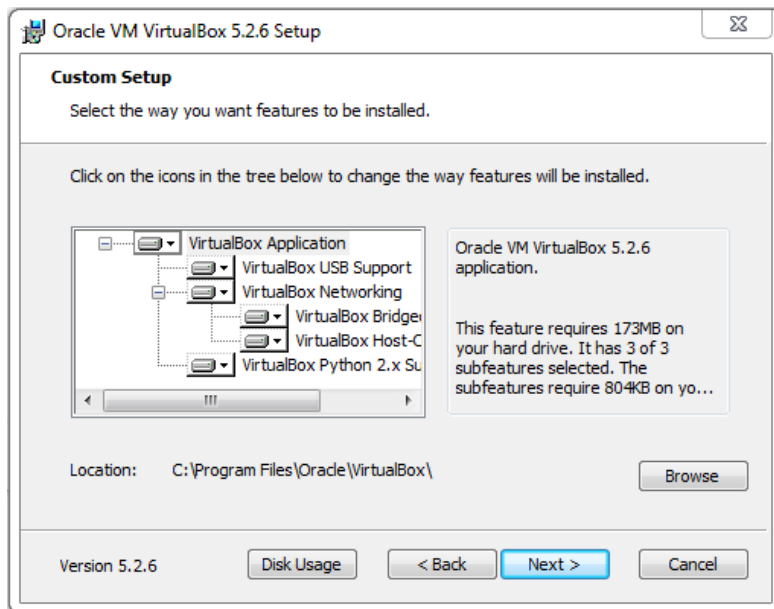 Oracle VM VirtualBox 5.2.6 Setup
Custom Setup
Select the way you want features to be installed.
Click on the icons in the tree below to change the way features will be installed.
VirtualBox Application
VirtualBox USB Support
VirtualBox Networking
VirtualBox Bridge
VirtualBox Host-C
VirtualBox Python 2.x Su
Oracle VM VirtualBox 5.2.6
application.
This feature requires 173MB on
your hard drive. It has 3 of 3
subfeatures selected. The
subfeatures require 804KB on yo...
Location: C:\Program Files\Oracle\VirtualBox\
Browse
Version 5.2.6
Disk Usage
< Back
Next >
Cancel